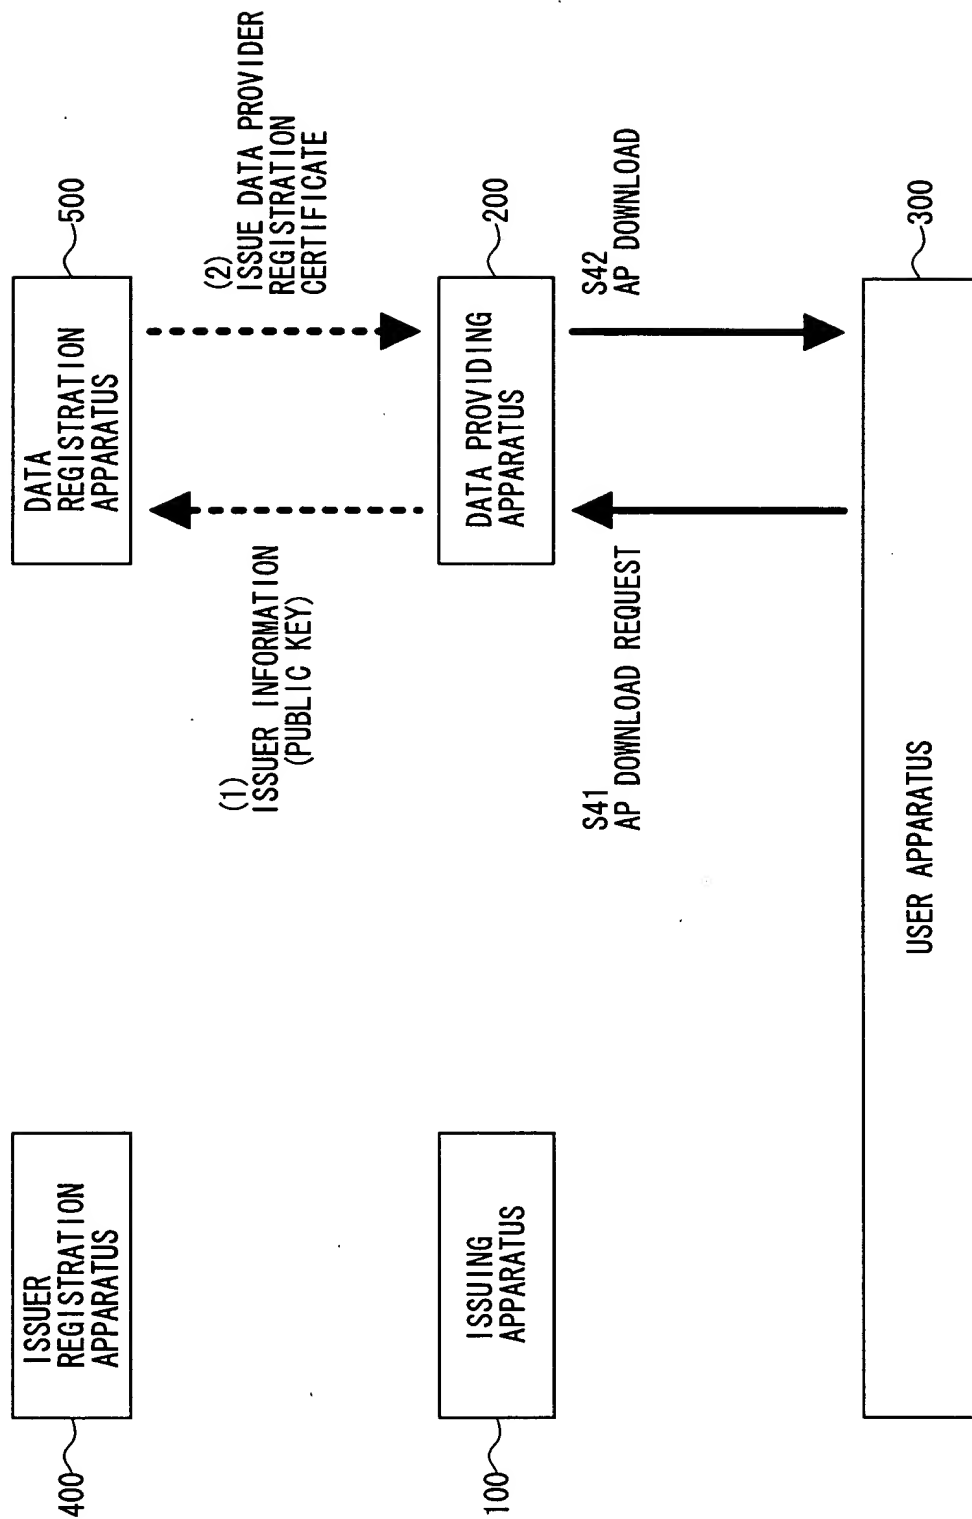 400
ISSUER
REGISTRATION
APPARATUS
DATA
REGISTRATION
APPARATUS
500
(1)
ISSUER INFORMATION
(PUBLIC KEY)
(2)
ISSUE DATA PROVIDER
REGISTRATION
CERTIFICATE
100
ISSUING
APPARATUS
DATA PROVIDING
APPARATUS
200
S41
AP DOWNLOAD REQUEST
S42
AP DOWNLOAD
USER APPARATUS
300